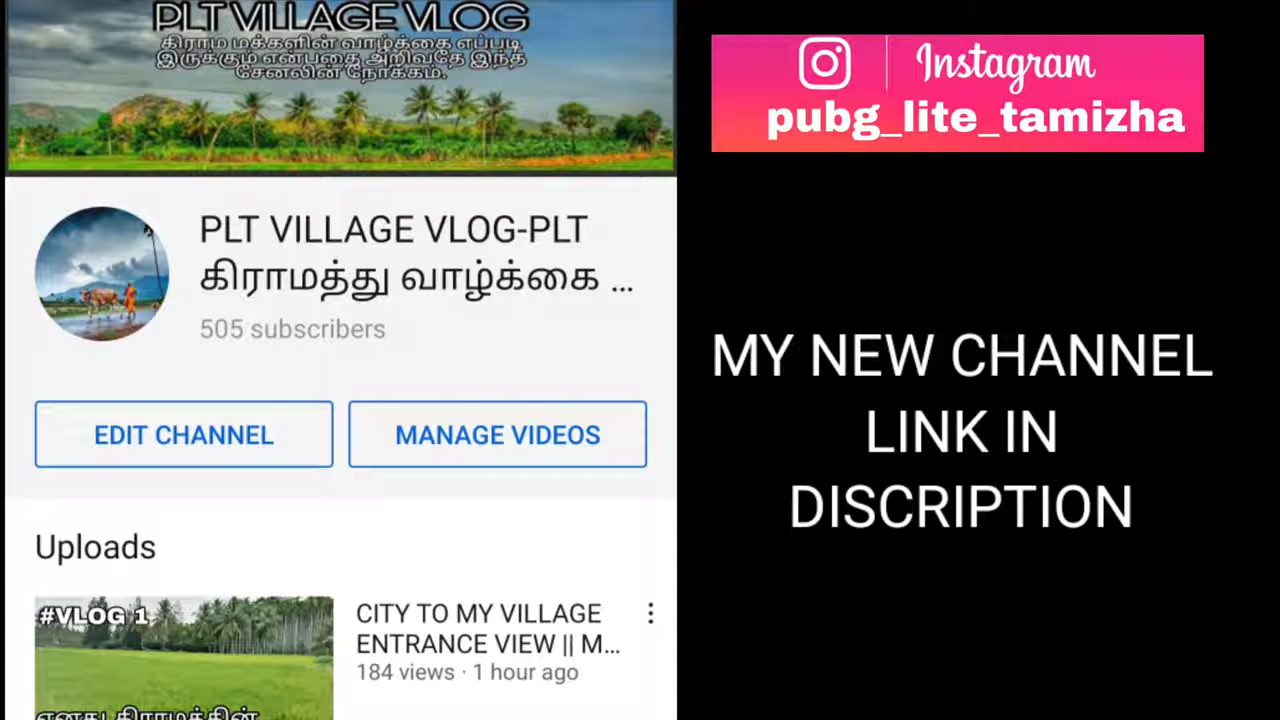 PLT VILLAGE VLOG
கிராம மக்களின் வாழ்க்கை எப்படி
இருக்கும் என்பதை அறிவதே இந்த
சேனலின் நோக்கம்.
PLT VILLAGE VLOG-PLT
கிராமத்து வாழ்க்கை ...
505 subscribers
EDIT CHANNEL
MANAGE VIDEOS
Uploads
#VLOG 1
எனது கிராமத்தின்
CITY TO MY VILLAGE
ENTRANCE VIEW || M...
184 views · 1 hour ago
Instagram
pubg_lite_tamizha
MY NEW CHANNEL
LINK IN
DISCRIPTION